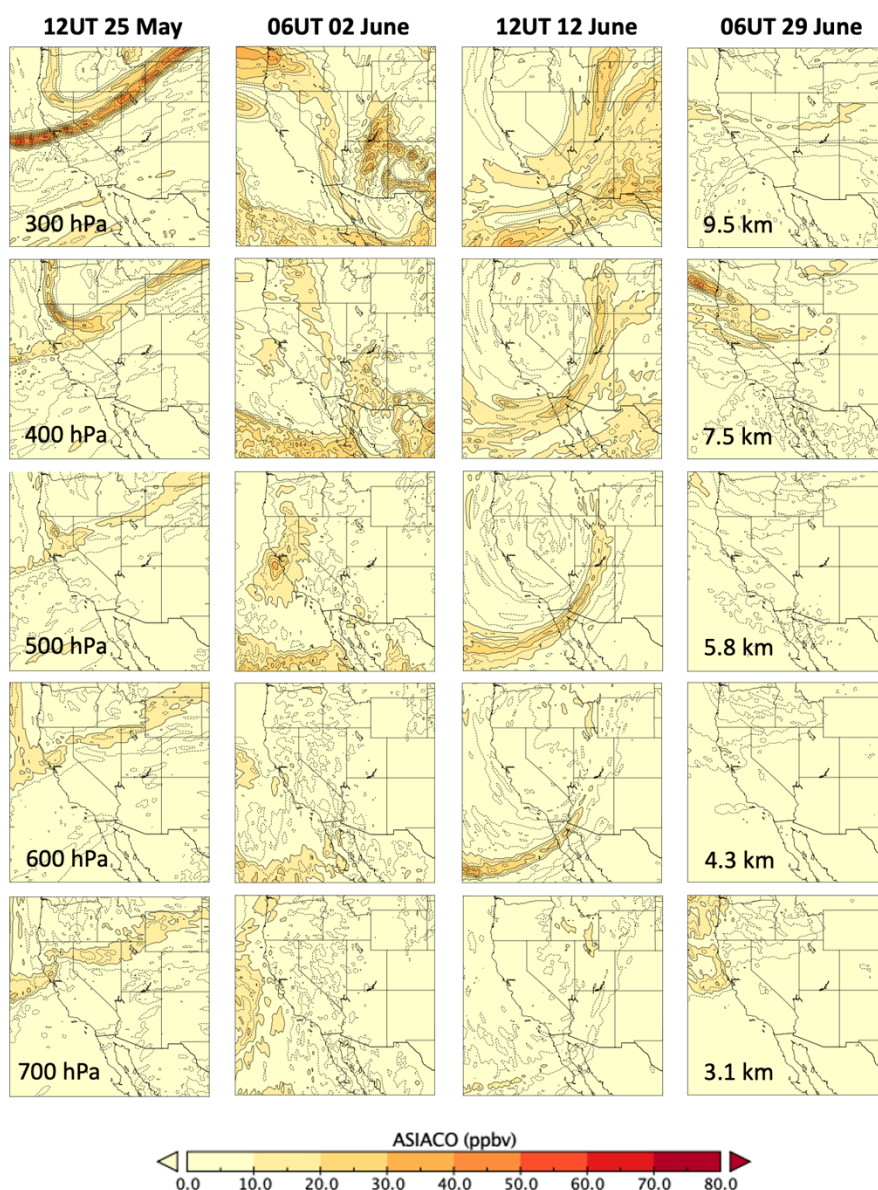 12UT 25 May 06UT 02 June 12UT 12 June 06UT 29 June
300 hPa 9.5 km
400 hPa 7.5 km
500 hPa 5.8 km
600 hPa 4.3 km
700 hPa 3.1 km
ASIACO (ppbv)
0.0 10.0 20.0 30.0 40.0 50.0 60.0 70.0 80.0